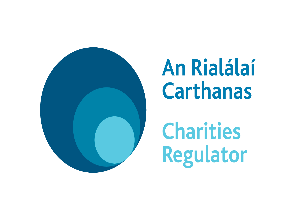 An Rialálaí
Carthanas
Charities
Regulator